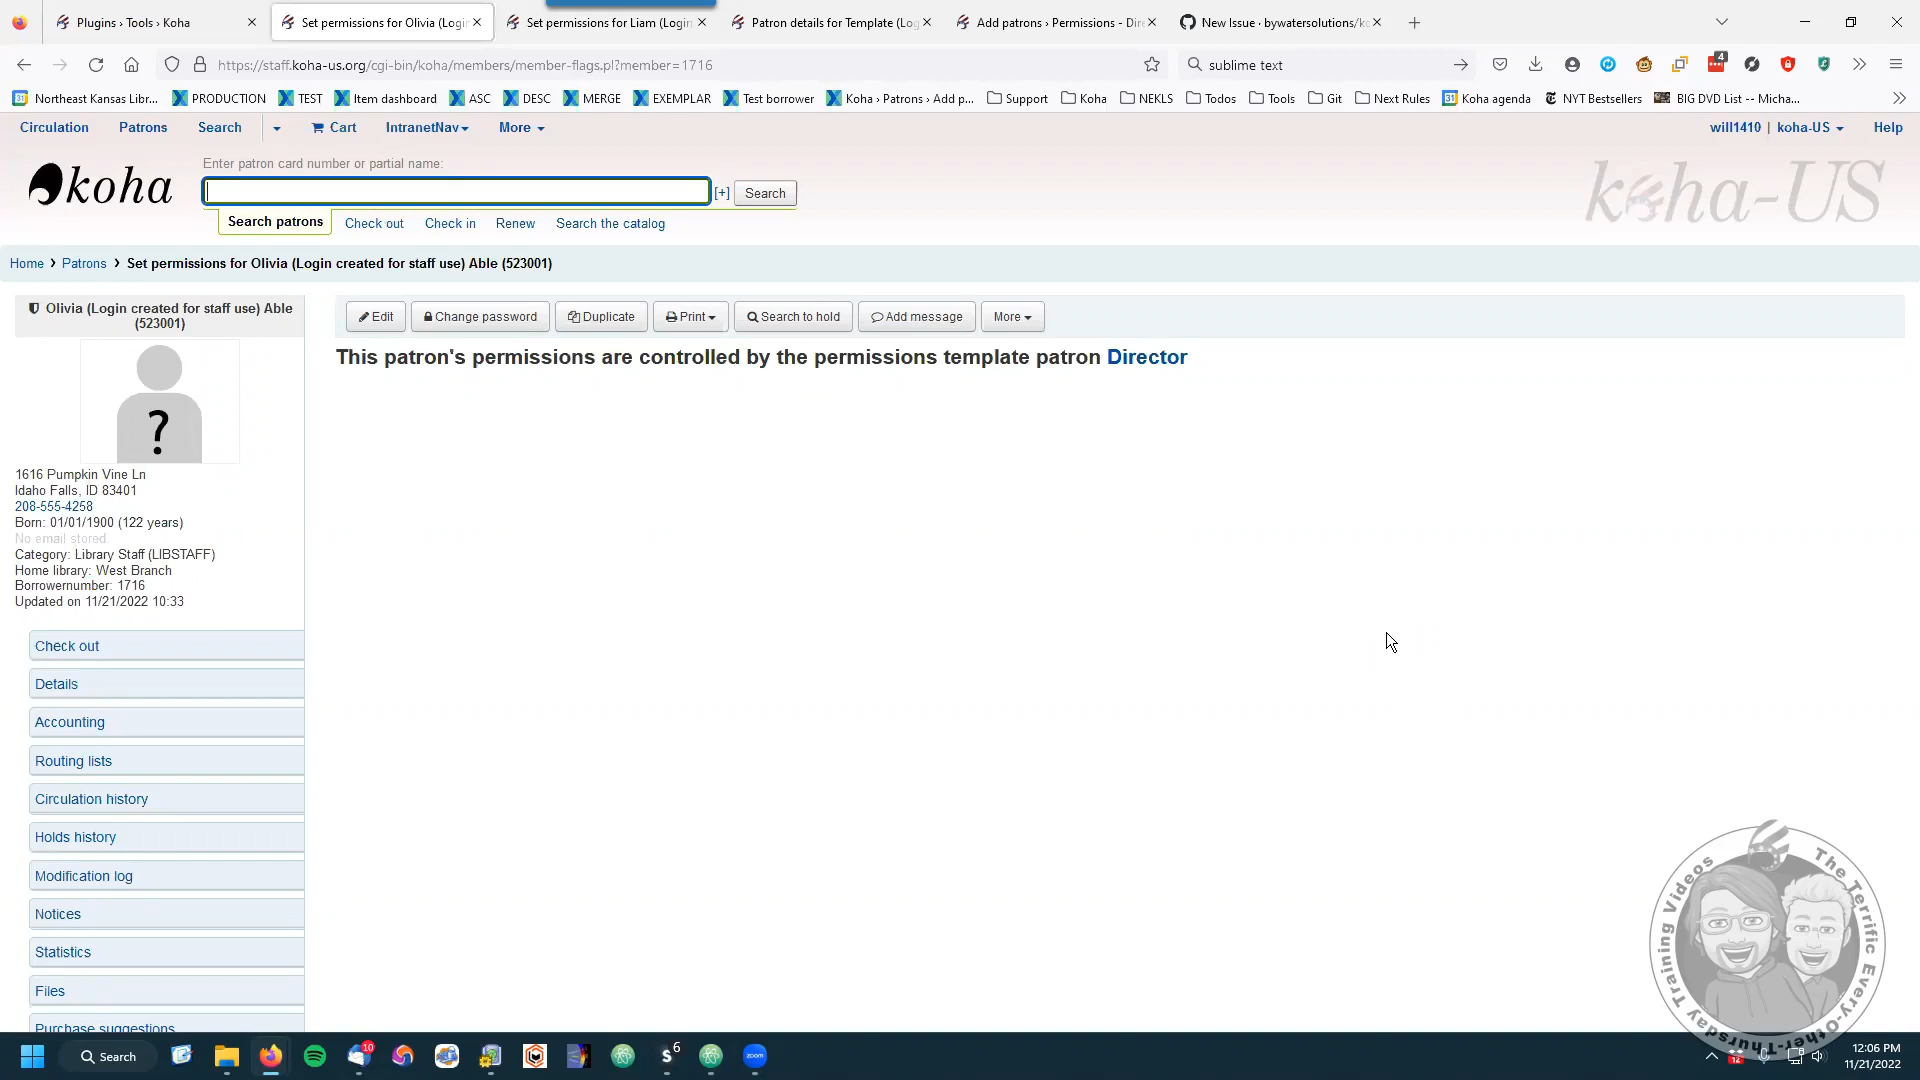 Plugins › Tools › Koha
Set permissions for Olivia (Login
Set permissions for Liam (Login
Patron details for Template (Log
Add patrons › Permissions - Dire
New Issue · bywatersolutions/ko
https://staff.koha-us.org/cgi-bin/koha/members/member-flags.pl?member=1716
sublime text
4
Northeast Kansas Libr...
PRODUCTION
TEST
Item dashboard
ASC
DESC
MERGE
EXEMPLAR
Test borrower
Koha › Patrons › Add p...
Support
Koha
NEKLS
Todos
Tools
Git
Next Rules
Koha agenda
NYT Bestsellers
BIG DVD List -- Micha...
Circulation
Patrons
Search
Cart
IntranetNav
More
will1410 | koha-US
Help
koha
Enter patron card number or partial name:
[+]
Search
Search patrons
Check out
Check in
Renew
Search the catalog
koha-US
Home › Patrons › Set permissions for Olivia (Login created for staff use) Able (523001)
Olivia (Login created for staff use) Able
(523001)
Edit
Change password
Duplicate
Print
Search to hold
Add message
More
This patron's permissions are controlled by the permissions template patron Director
?
1616 Pumpkin Vine Ln
Idaho Falls, ID 83401
208-555-4258
Born: 01/01/1900 (122 years)
No email stored.
Category: Library Staff (LIBSTAFF)
Home library: West Branch
Borrowernumber: 1716
Updated on 11/21/2022 10:33
Check out
Details
Accounting
Routing lists
Circulation history
Holds history
Modification log
Notices
Statistics
Files
Purchase suggestions
The Terrific Every-Other-Thursday Training Videos
Search
10
6
zoom
12
12:06 PM
11/21/2022